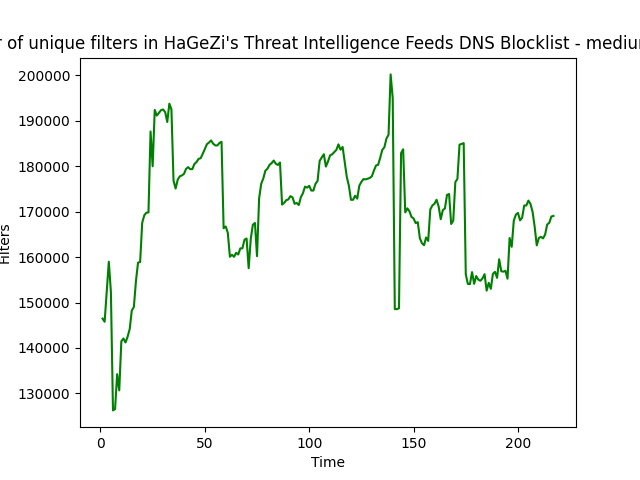 r of unique filters in HaGeZi's Threat Intelligence Feeds DNS Blocklist - mediu
200000
190000
180000
170000
160000
150000
140000
130000
Filters
0 50 100 150 200
Time